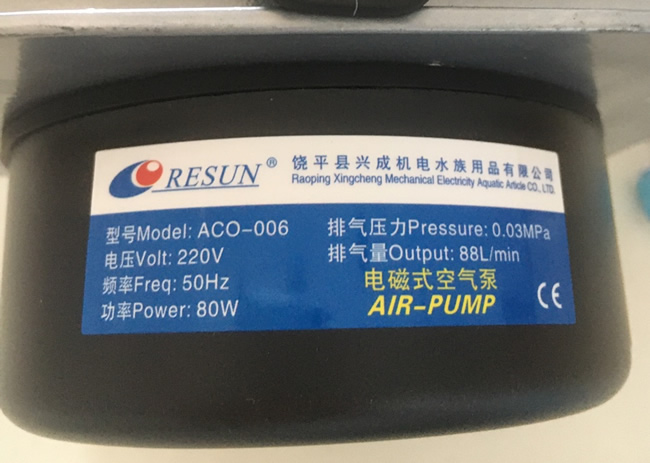 RESUN®
饶平县兴成机电水族用品有限公司
Raoping Xingcheng Mechanical Electricity Aquatic Article CO., LTD.
型号Model: ACO-006
电压Volt: 220V
频率Freq: 50Hz
功率Power: 80W
排气压力Pressure: 0.03MPa
排气量Output: 88L/min
电磁式空气泵
AIR-PUMP
CE